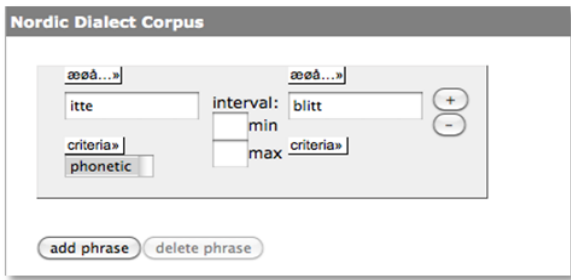 Nordic Dialect Corpus
æøå...» æøå...»
itte interval: blitt +
min -
criteria» max criteria»
phonetic
add phrase delete phrase